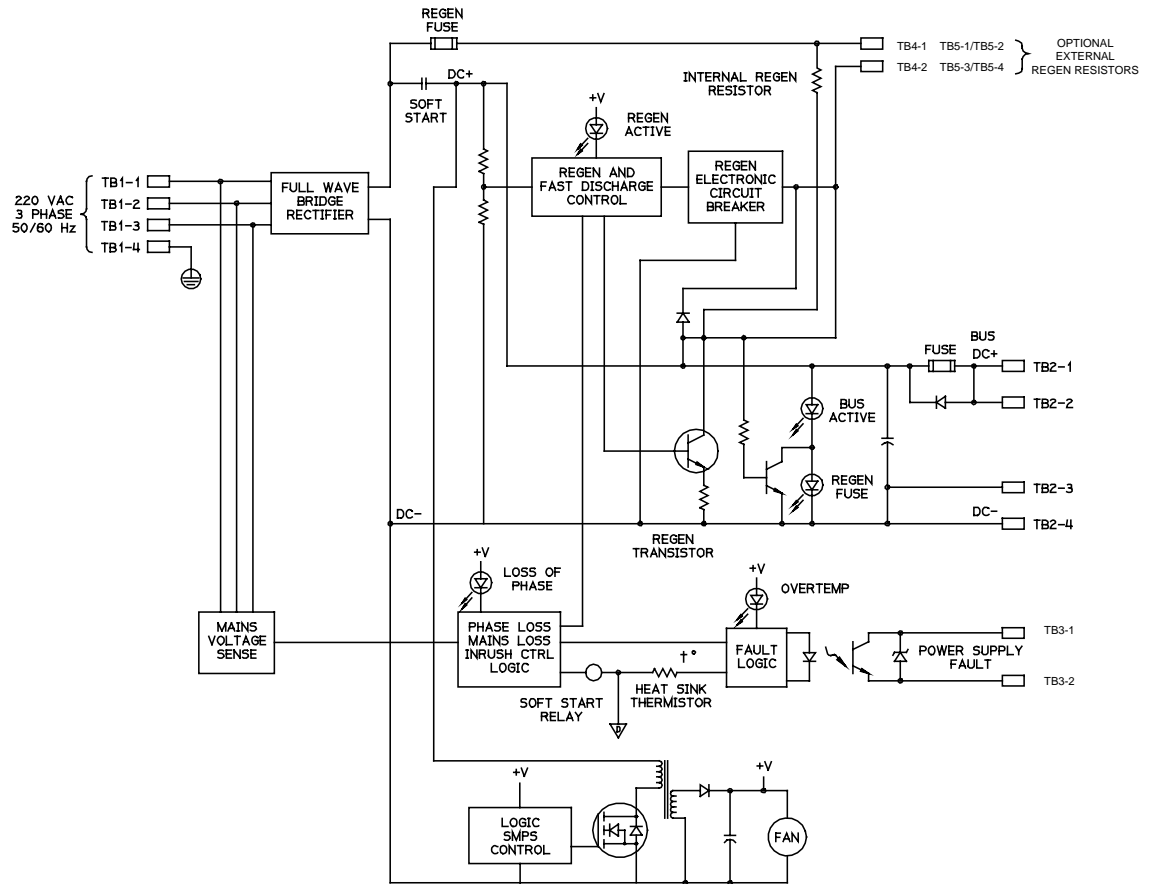 REGEN
FUSE
TB4-1 TB5-1/TB5-2
TB4-2 TB5-3/TB5-4
OPTIONAL
EXTERNAL
REGEN RESISTORS
DC+
SOFT
START
INTERNAL REGEN
RESISTOR
+V
REGEN
ACTIVE
220 VAC
3 PHASE
50/60 Hz
TB1-1
TB1-2
TB1-3
TB1-4
FULL WAVE
BRIDGE
RECTIFIER
REGEN AND
FAST DISCHARGE
CONTROL
REGEN
ELECTRONIC
CIRCUIT
BREAKER
FUSE
BUS
DC+
TB2-1
TB2-2
BUS
ACTIVE
REGEN
FUSE
TB2-3
DC-
TB2-4
DC-
REGEN
TRANSISTOR
+V
LOSS OF
PHASE
+V
OVERTEMP
MAINS
VOLTAGE
SENSE
PHASE LOSS
MAINS LOSS
INRUSH CTRL
LOGIC
SOFT START
RELAY
D
t°
HEAT SINK
THERMISTOR
FAULT
LOGIC
POWER SUPPLY
FAULT
TB3-1
TB3-2
+V
LOGIC
SMPS
CONTROL
+V
FAN